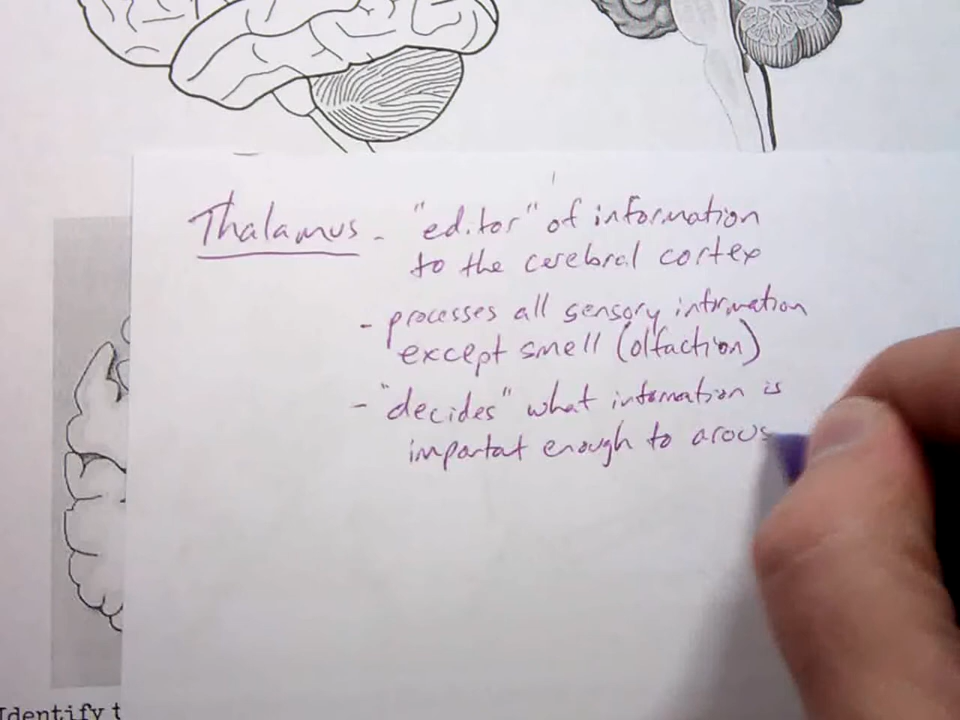 Thalamus - "editor" of information
to the cerebral cortex
- processes all sensory information
except smell (olfaction)
- "decides" what information is
importat enough to arous
Identify t